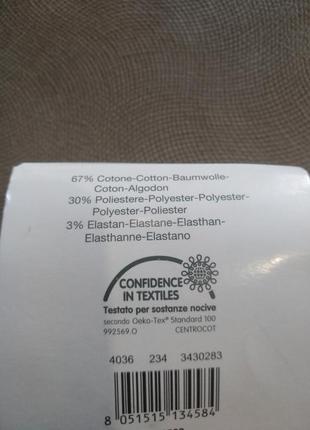 67% Cotone-Cotton-Baumwolle-
Coton-Algodon
30% Poliestere-Polyester-Polyester-
Polyester-Poliester
3% Elastan-Elastane-Elasthan-
Elasthanne-Elastano
CONFIDENCE
IN TEXTILES
Testato per sostanze nocive
secondo Oeko-Tex® Standard 100
992569.O CENTROCOT
4036 234 3430283
8 051515 134584